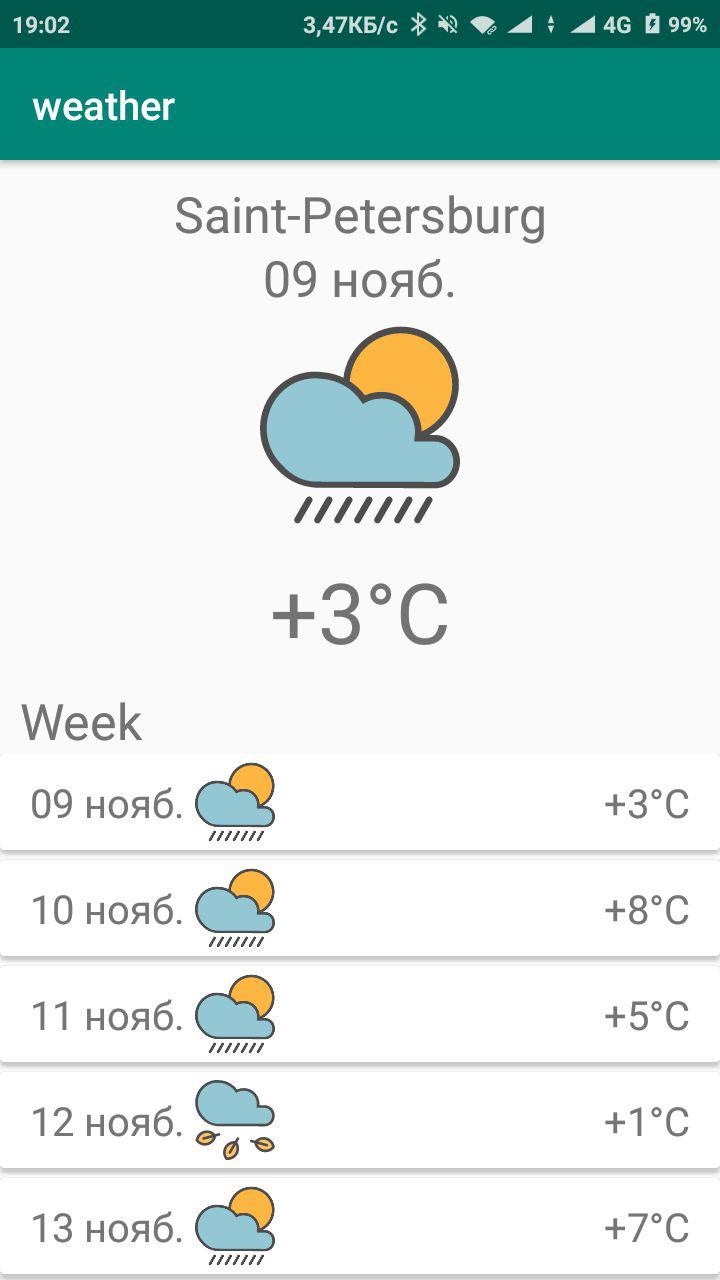 19:02 3,47КБ/с 4G 99%
weather
Saint-Petersburg
09 нояб.
+3°C
Week
09 нояб. +3°C
10 нояб. +8°C
11 нояб. +5°C
12 нояб. +1°C
13 нояб. +7°C